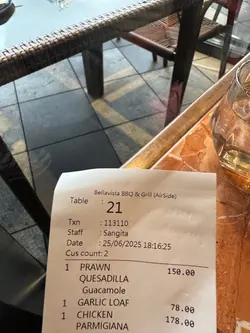 Bellavista BBQ & Grill (AirSide)
Table : 21
Txn : 113110
Staff : Sangita
Date : 25/06/2025 18:16:25
Cus count: 2
1 PRAWN 150.00
QUESADILLA
Guacamole
1 GARLIC LOAF 78.00
1 CHICKEN 178.00
PARMIGIANA